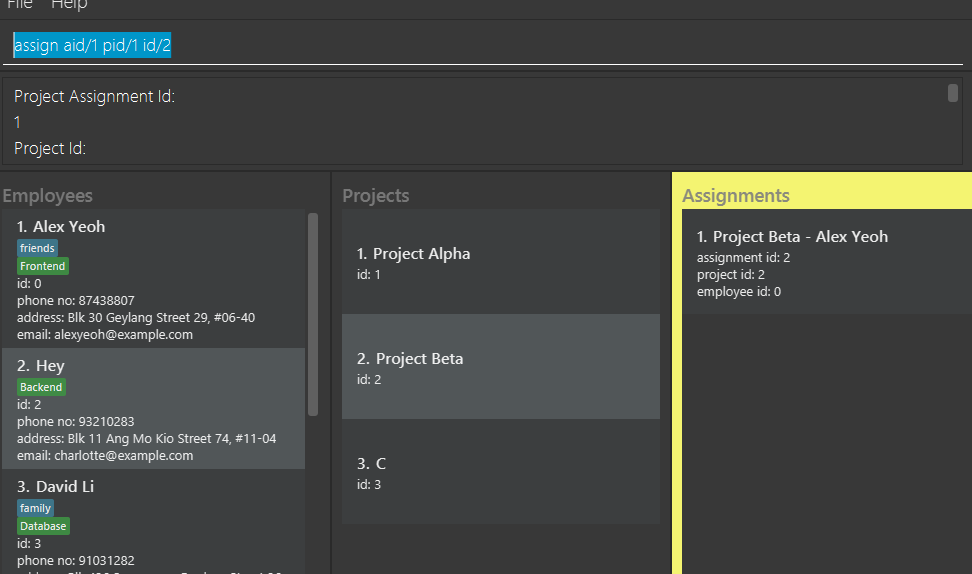 File Help
assign aid/1 pid/1 id/2
Project Assignment Id:
1
Project Id:
Employees
1. Alex Yeoh
friends
Frontend
id: 0
phone no: 87438807
address: Blk 30 Geylang Street 29, #06-40
email: alexyeoh@example.com
2. Hey
Backend
id: 2
phone no: 93210283
address: Blk 11 Ang Mo Kio Street 74, #11-04
email: charlotte@example.com
3. David Li
family
Database
id: 3
phone no: 91031282
Projects
1. Project Alpha
id: 1
2. Project Beta
id: 2
3. C
id: 3
Assignments
1. Project Beta - Alex Yeoh
assignment id: 2
project id: 2
employee id: 0